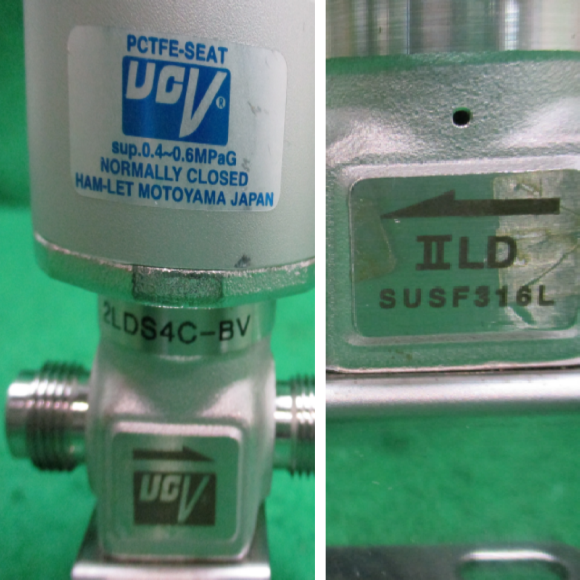 PCTFE-SEAT
UCV®
sup.0.4~0.6MPaG
NORMALLY CLOSED
HAM-LET MOTOYAMA JAPAN
2LDS4C-BV
UCV
IILD
SUSF316L